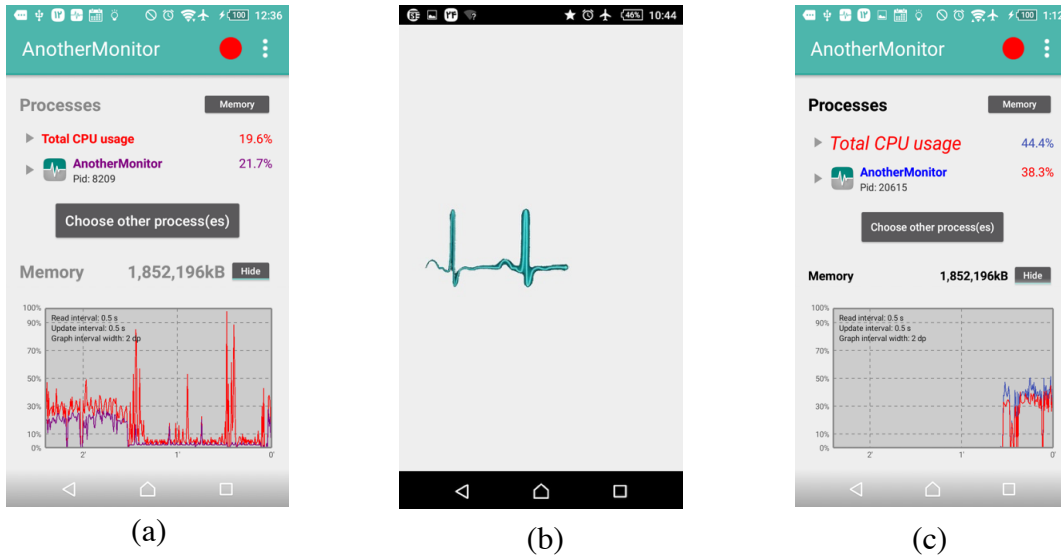 100 12:36
AnotherMonitor
Processes
Memory
Total CPU usage 19.6%
AnotherMonitor 21.7%
Pid: 8209
Choose other process(es)
Memory 1,852,196kB Hide
100%
90%
70%
50%
30%
10%
0%
Read interval: 0.5 s
Update interval: 0.5 s
Graph interval width: 2 dp
2' 1' 0'
(a)
46% 10:44
(b)
100 1:12
AnotherMonitor
Processes
Memory
Total CPU usage 44.4%
AnotherMonitor 38.3%
Pid: 20615
Choose other process(es)
Memory 1,852,196kB Hide
100%
90%
70%
50%
30%
10%
0%
Read interval: 0.5 s
Update interval: 0.5 s
Graph interval width: 2 dp
2' 1' 0'
(c)